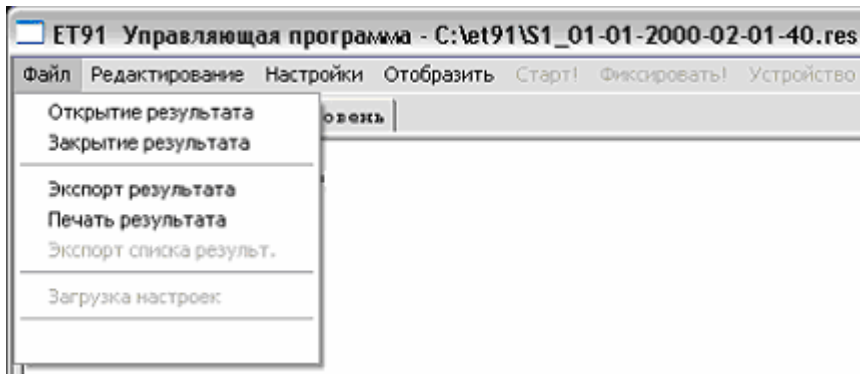 ET91 Управляющая программа - C:\et91\S1_01-01-2000-02-01-40.res
Файл Редактирование Настройки Отобразить Старт! Фиксировать! Устройство
Открытие результата
Закрытие результата
Экспорт результата
Печать результата
Экспорт списка результ.
Загрузка настроек